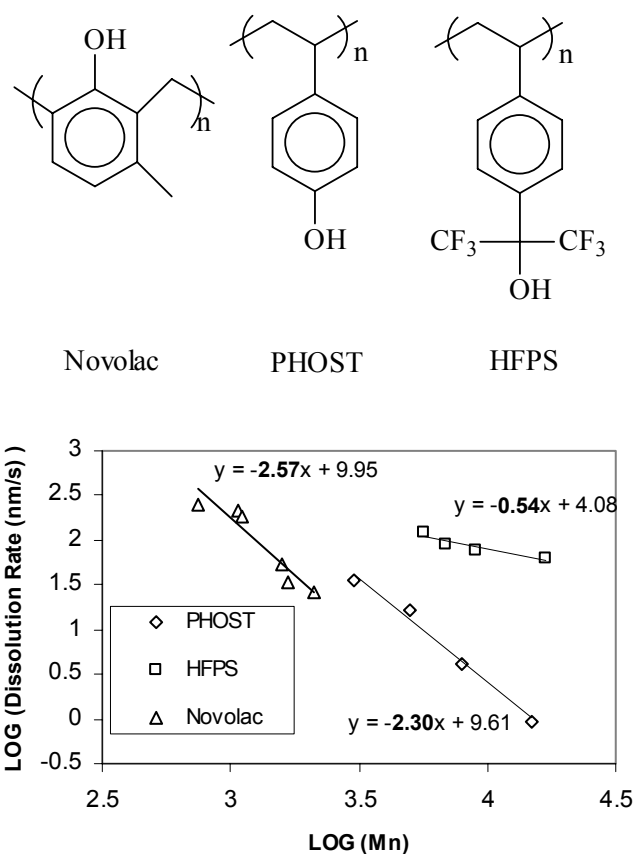 OH
n
n
n
OH
CF3
CF3
OH
Novolac
PHOST
HFPS
LOG (Dissolution Rate (nm/s) )
3
2.5
2
1.5
1
0.5
0
-0.5
y = -2.57x + 9.95
y = -0.54x + 4.08
PHOST
HFPS
Novolac
y = -2.30x + 9.61
2.5 3 3.5 4 4.5
LOG (Mn)